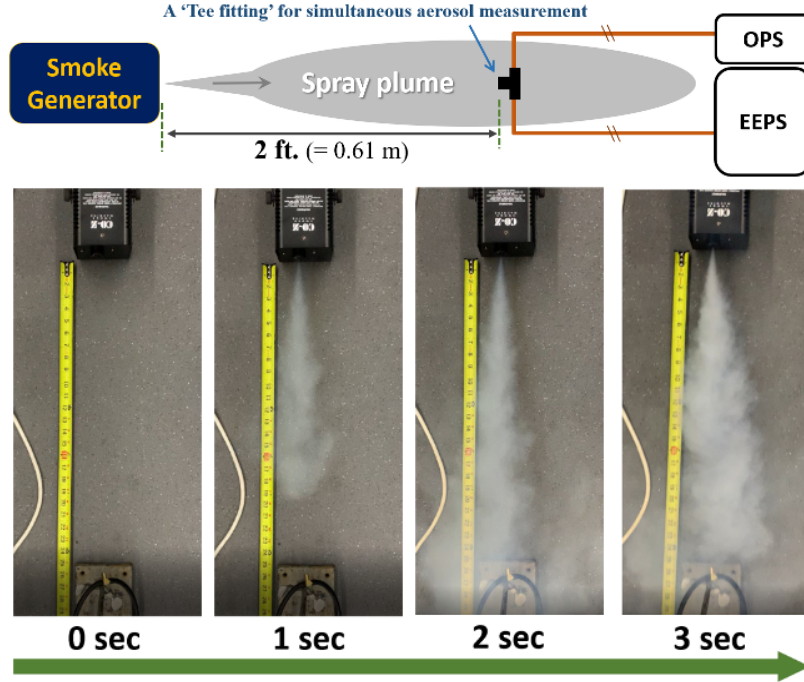 A ‘Tee fitting’ for simultaneous aerosol measurement
Smoke
Generator
Spray plume
OPS
EEPS
2 ft. (= 0.61 m)
0 sec
1 sec
2 sec
3 sec